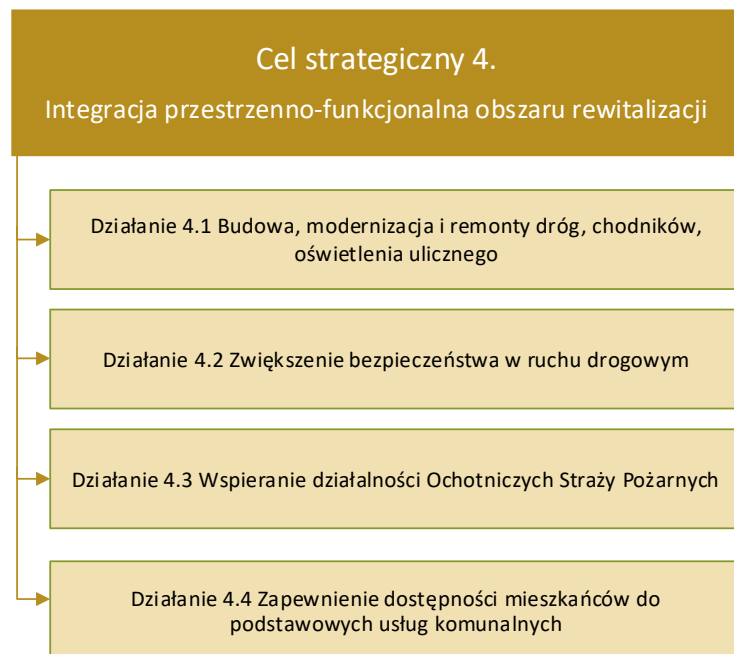 Cel strategiczny 4.
Integracja przestrzenno-funkcjonalna obszaru rewitalizacji
Działanie 4.1 Budowa, modernizacja i remonty dróg, chodników,
oświetlenia ulicznego
Działanie 4.2 Zwiększenie bezpieczeństwa w ruchu drogowym
Działanie 4.3 Wspieranie działalności Ochotniczych Straży Pożarnych
Działanie 4.4 Zapewnienie dostępności mieszkańców do
podstawowych usług komunalnych